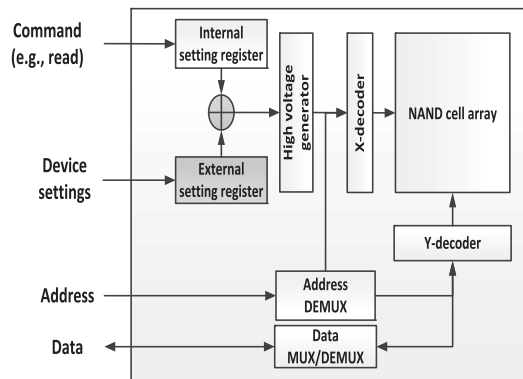 Command
(e.g., read)
Internal
setting register
High voltage
generator
X-decoder
NAND cell array
Device
settings
External
setting register
Y-decoder
Address
Address
DEMUX
Data
Data
MUX/DEMUX